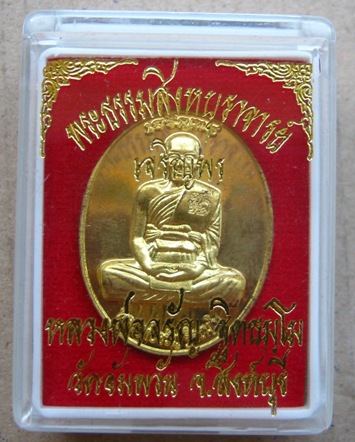 พระธรรมสิงหบุราจารย์
เจริญพร
หลวงพ่อจรัญ ฐิตธมฺโม
วัดอัมพวัน จ.สิงห์บุรี